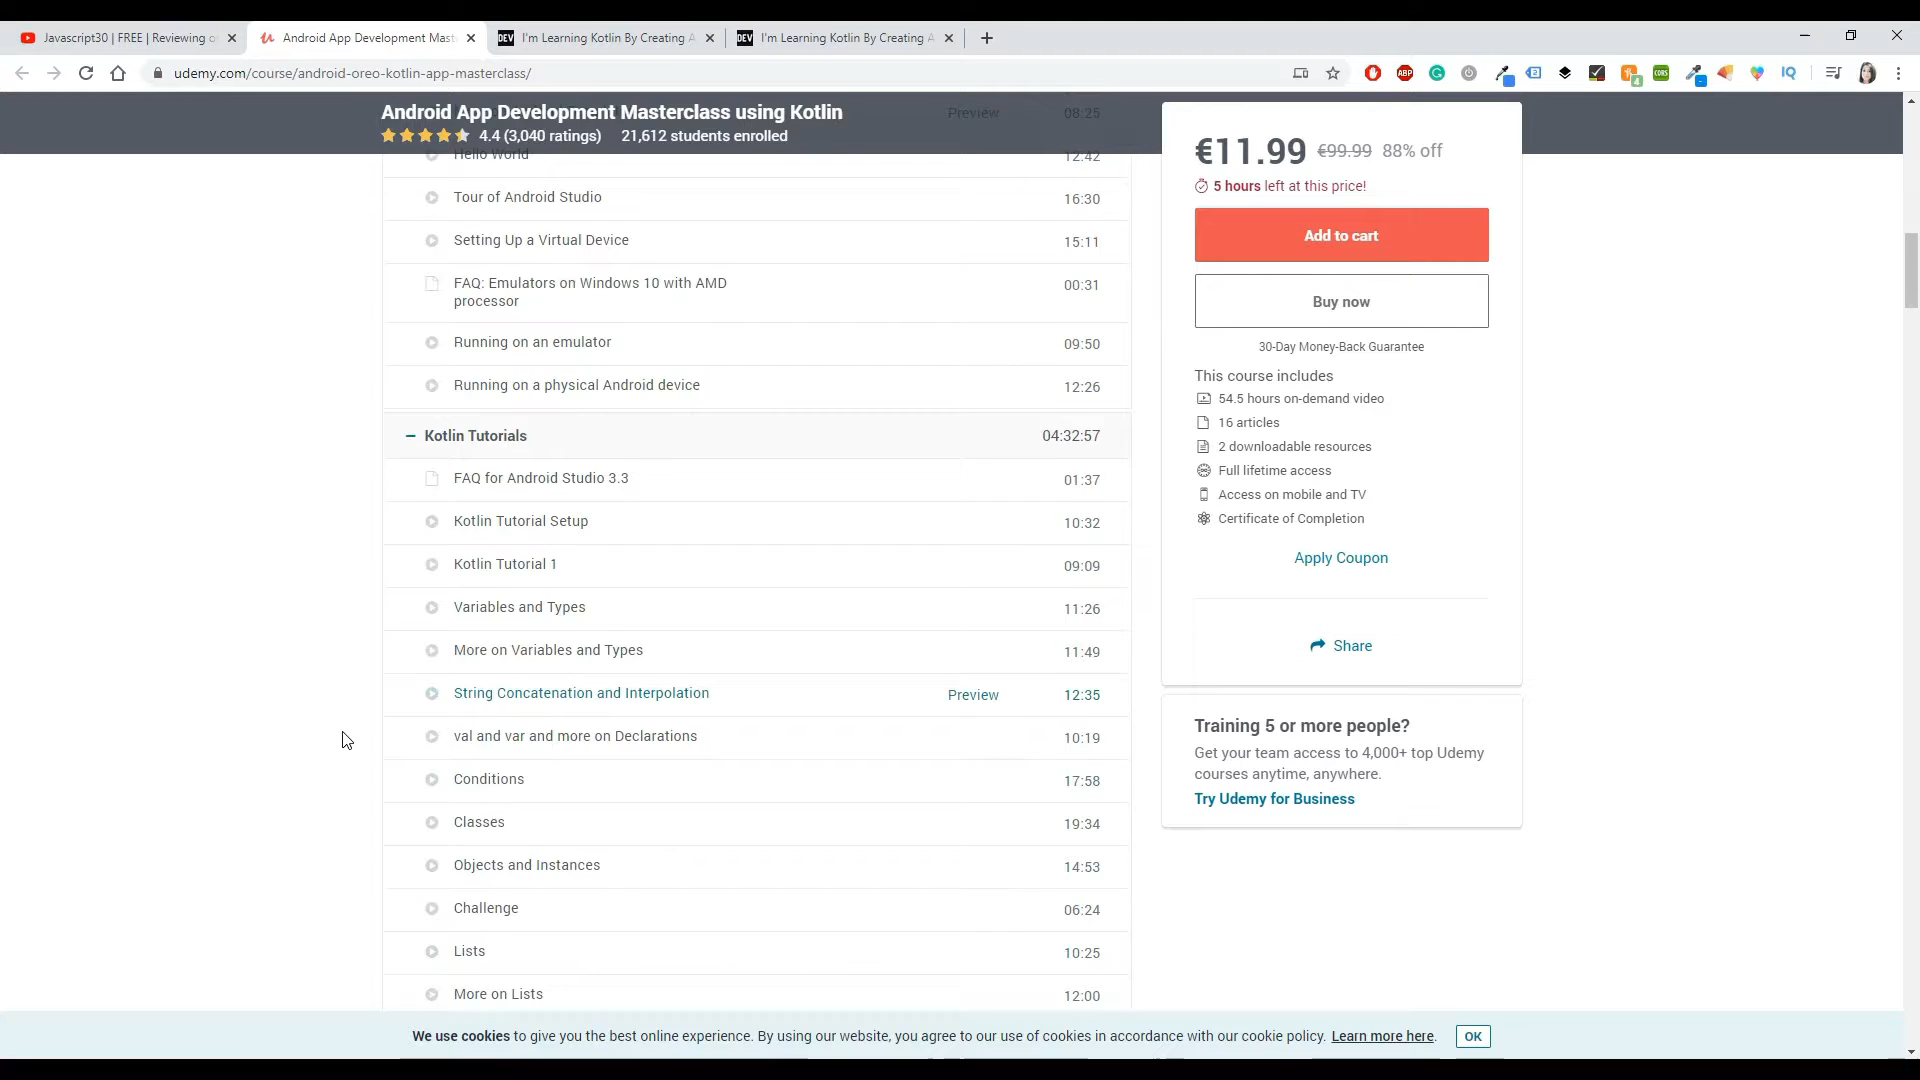 Javascript30 | FREE | Reviewing o
Android App Development Mast
DEV
I'm Learning Kotlin By Creating A
DEV
I'm Learning Kotlin By Creating A
udemy.com/course/android-oreo-kotlin-app-masterclass/
ABP
2
4
CORS
IQ
Android App Development Masterclass using Kotlin
Preview 08:25
4.4 (3,040 ratings) 21,612 students enrolled
Hello World 12:42
Tour of Android Studio 16:30
Setting Up a Virtual Device 15:11
FAQ: Emulators on Windows 10 with AMD 00:31
processor
Running on an emulator 09:50
Running on a physical Android device 12:26
Kotlin Tutorials 04:32:57
FAQ for Android Studio 3.3 01:37
Kotlin Tutorial Setup 10:32
Kotlin Tutorial 1 09:09
Variables and Types 11:26
More on Variables and Types 11:49
String Concatenation and Interpolation Preview 12:35
val and var and more on Declarations 10:19
Conditions 17:58
Classes 19:34
Objects and Instances 14:53
Challenge 06:24
Lists 10:25
More on Lists 12:00
€11.99 €99.99 88% off
5 hours left at this price!
Add to cart
Buy now
30-Day Money-Back Guarantee
This course includes
54.5 hours on-demand video
16 articles
2 downloadable resources
Full lifetime access
Access on mobile and TV
Certificate of Completion
Apply Coupon
Share
Training 5 or more people?
Get your team access to 4,000+ top Udemy
courses anytime, anywhere.
Try Udemy for Business
We use cookies to give you the best online experience. By using our website, you agree to our use of cookies in accordance with our cookie policy. Learn more here. OK